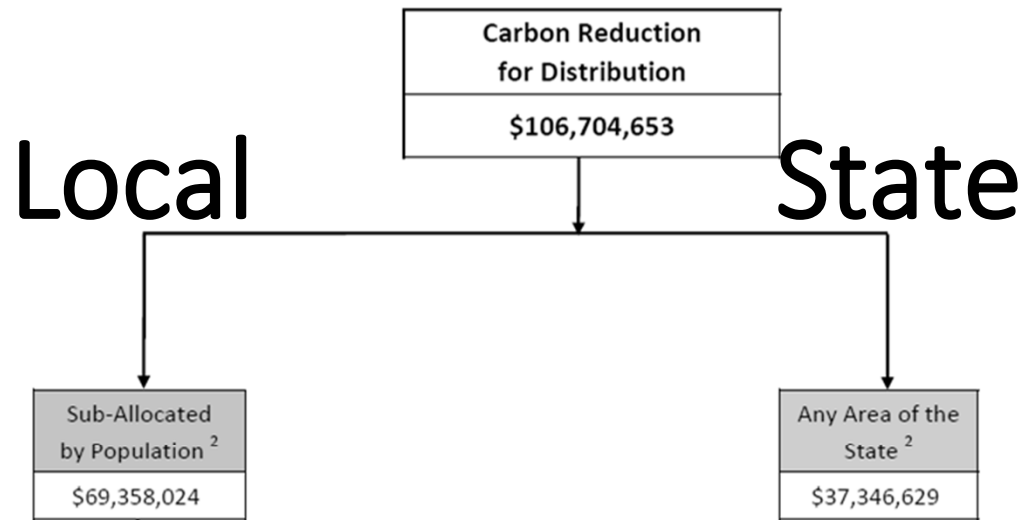 Carbon Reduction
for Distribution
$106,704,653
Local
State
Sub-Allocated
by Population 2
$69,358,024
Any Area of the
State 2
$37,346,629